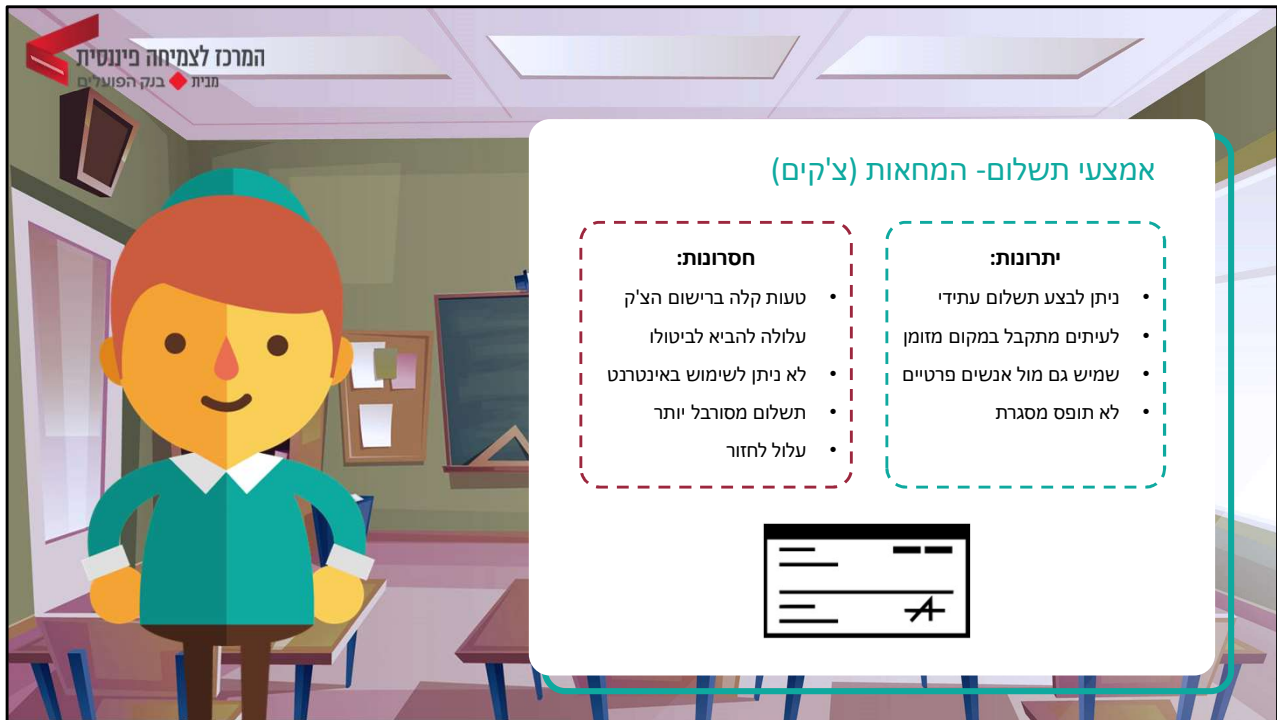 המרכז לצמיחה פיננסית
מבית בנק הפועלים
אמצעי תשלום- המחאות (צ'קים)
יתרונות:
• ניתן לבצע תשלום עתידי
• לעיתים מתקבל במקום מזומן
• שמיש גם מול אנשים פרטיים
• לא תופס מסגרת
חסרונות:
• טעות קלה ברישום הצ'ק
עלולה להביא לביטולו
• לא ניתן לשימוש באינטרנט
• תשלום מסורבל יותר
• עלול לחזור